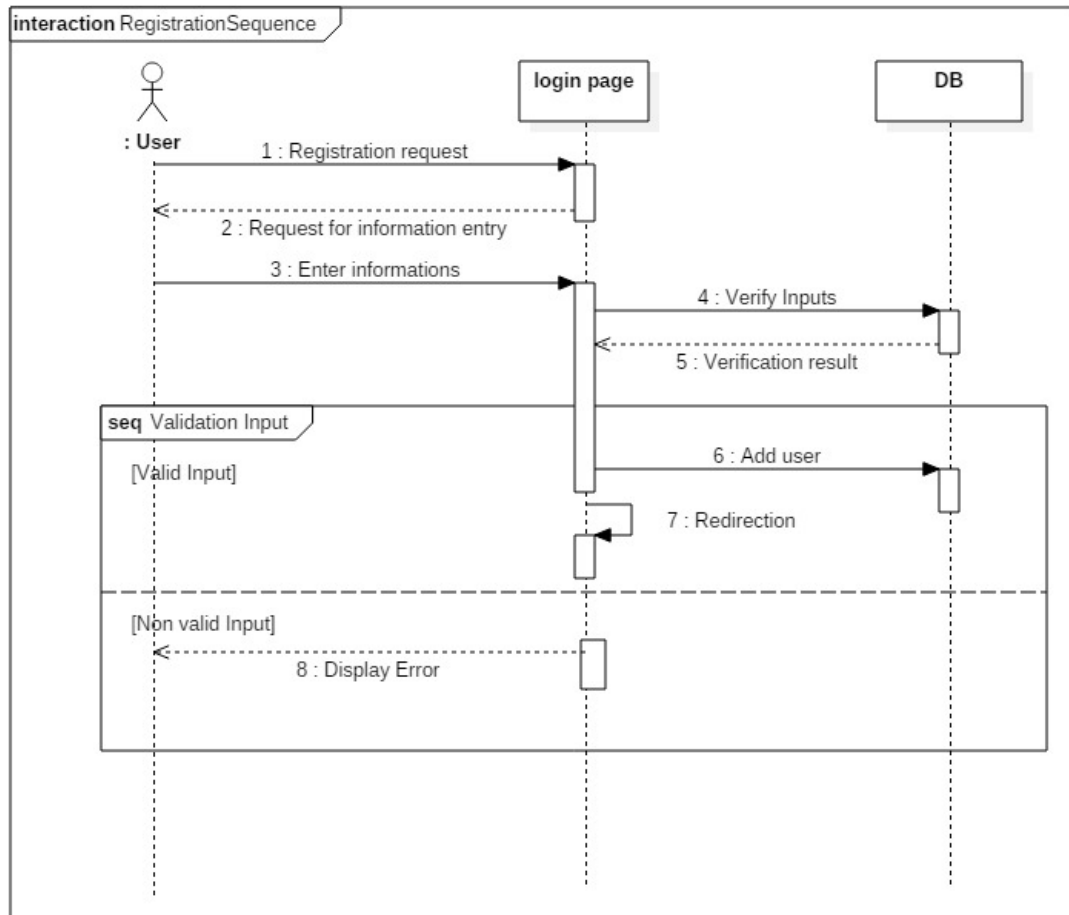 interaction RegistrationSequence
login page
DB
: User
1 : Registration request
2 : Request for information entry
3 : Enter informations
4 : Verify Inputs
5 : Verification result
seq Validation Input
[Valid Input]
6 : Add user
7 : Redirection
[Non valid Input]
8 : Display Error